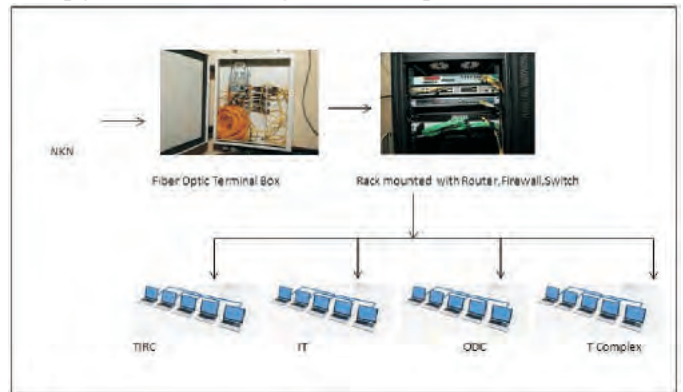 NKN
Fiber Optic Terminal Box
Rack mounted with Router,Firewall,Switch
TIRC
IT
ODC
T Complex